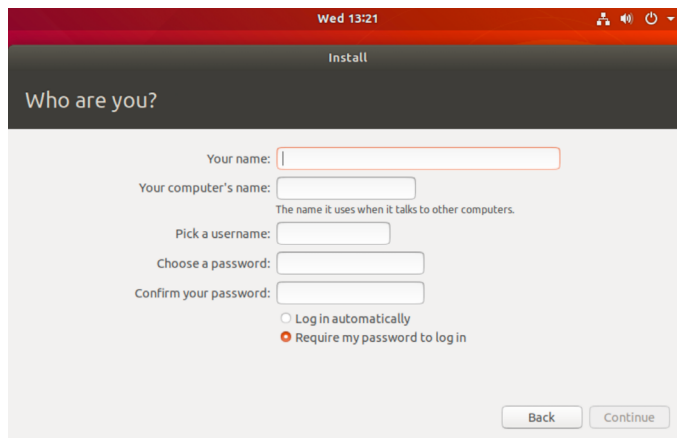 Wed 13:21
Install
Who are you?
Your name:
Your computer's name:
The name it uses when it talks to other computers.
Pick a username:
Choose a password:
Confirm your password:
Log in automatically
Require my password to log in
Back Continue